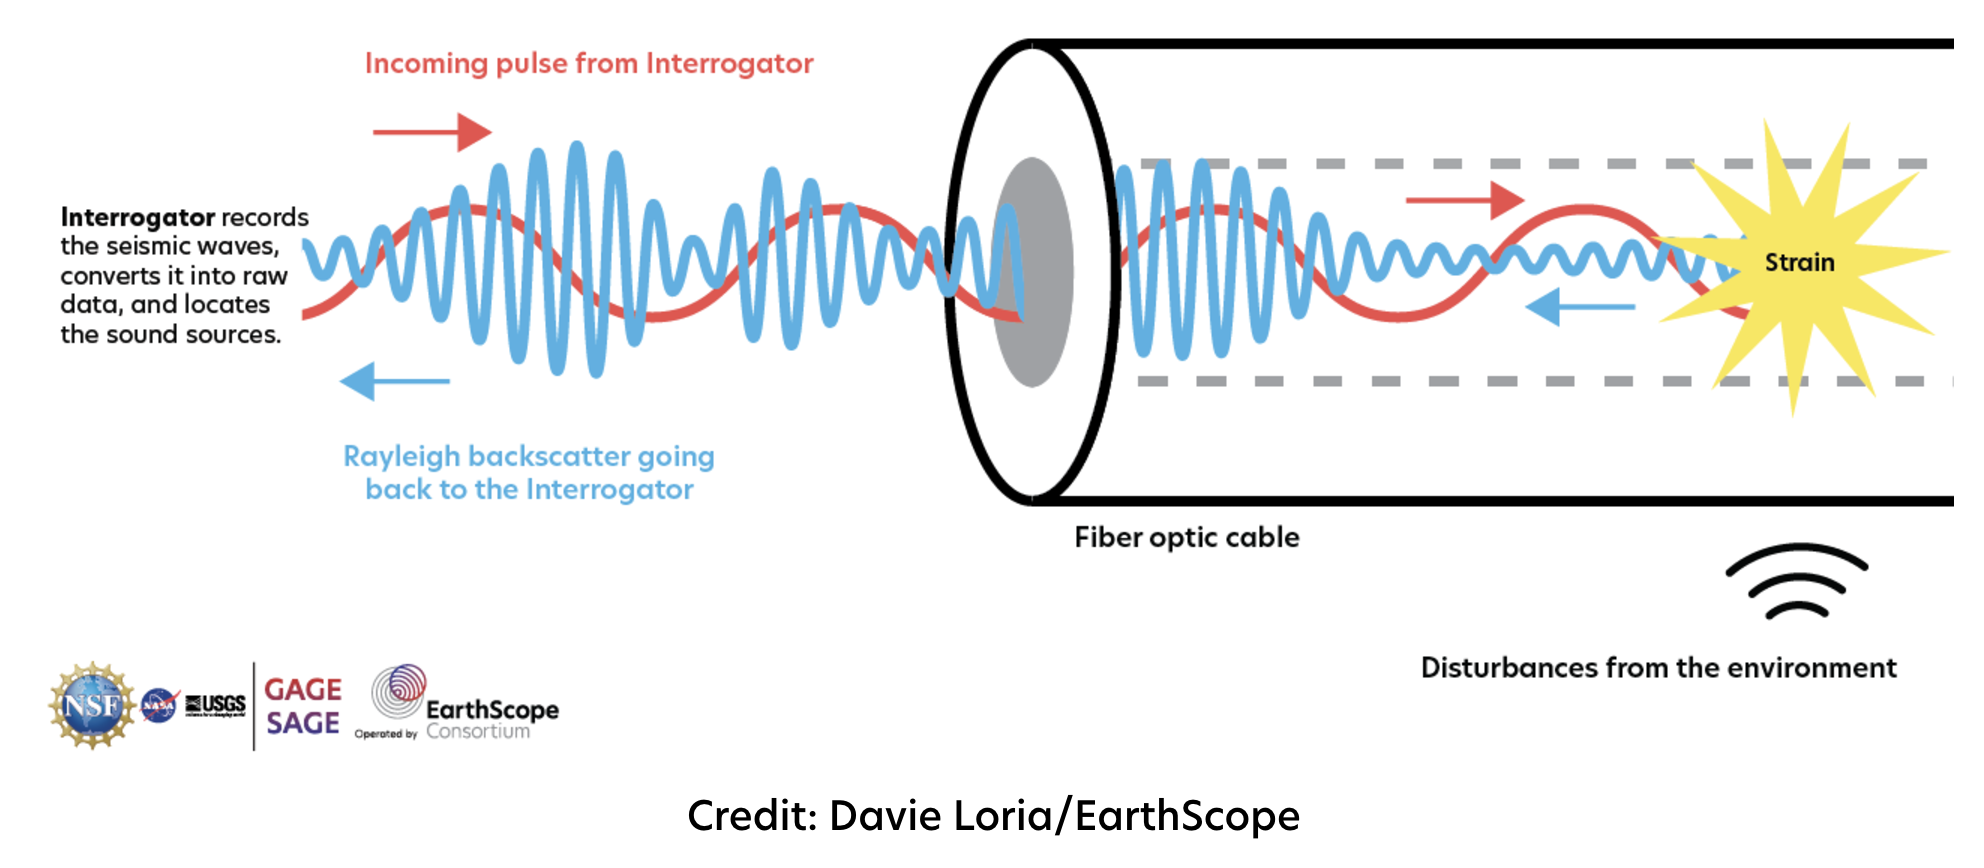 Incoming pulse from Interrogator
Interrogator records
the seismic waves,
converts it into raw
data, and locates
the sound sources.
Strain
Rayleigh backscatter going
back to the Interrogator
Fiber optic cable
Disturbances from the environment
NSF
NASA
USGS
GAGE
SAGE
Operated by
EarthScope
Consortium
Credit: Davie Loria/EarthScope